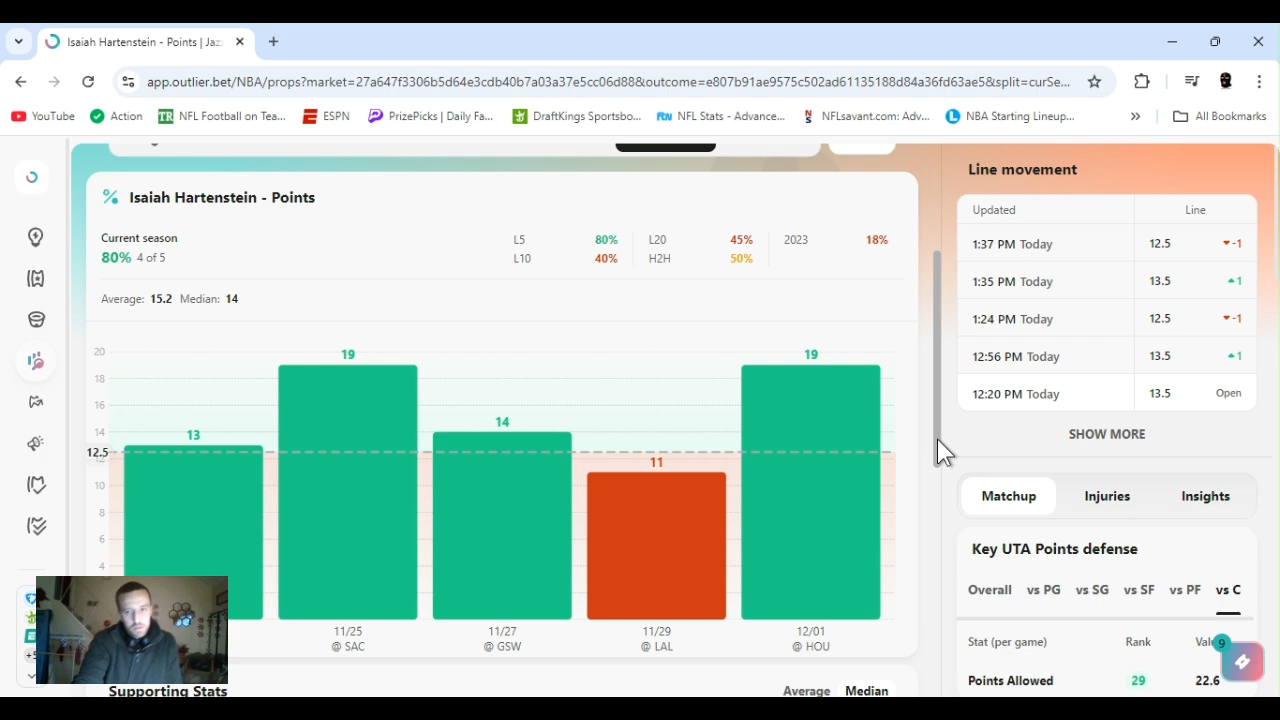 Isaiah Hartenstein - Points | Jaz
app.outlier.bet/NBA/props?market=27a647f3306b5d64e3cdb40b7a03a37e5cc06d88&outcome=e807b91ae9575c502ad61135188d84a36fd63ae5&split=curSe...
YouTube Action NFL Football on Tea... ESPN PrizePicks | Daily Fa... DraftKings Sportsbo... NFL Stats - Advance... NFLsavant.com: Adv... NBA Starting Lineup... » All Bookmarks
Isaiah Hartenstein - Points
Current season
80% 4 of 5
L5 80% L20 45% 2023 18%
L10 40% H2H 50%
Average: 15.2 Median: 14
20
18
16
14
12.5
10
8
6
4
13
19
14
11
19
11/25
@ SAC
11/27
@ GSW
11/29
@ LAL
12/01
@ HOU
Supporting Stats
Average Median
Line movement
Updated Line
1:37 PM Today 12.5 -1
1:35 PM Today 13.5 1
1:24 PM Today 12.5 -1
12:56 PM Today 13.5 1
12:20 PM Today 13.5 Open
SHOW MORE
Matchup Injuries Insights
Key UTA Points defense
Overall vs PG vs SG vs SF vs PF vs C
Stat (per game) Rank
9
Points Allowed 29 22.6